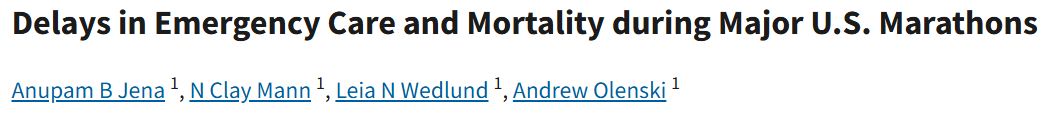 Delays in Emergency Care and Mortality during Major U.S. Marathons
Anupam B Jena 1, N Clay Mann 1, Leia N Wedlund 1, Andrew Olenski 1